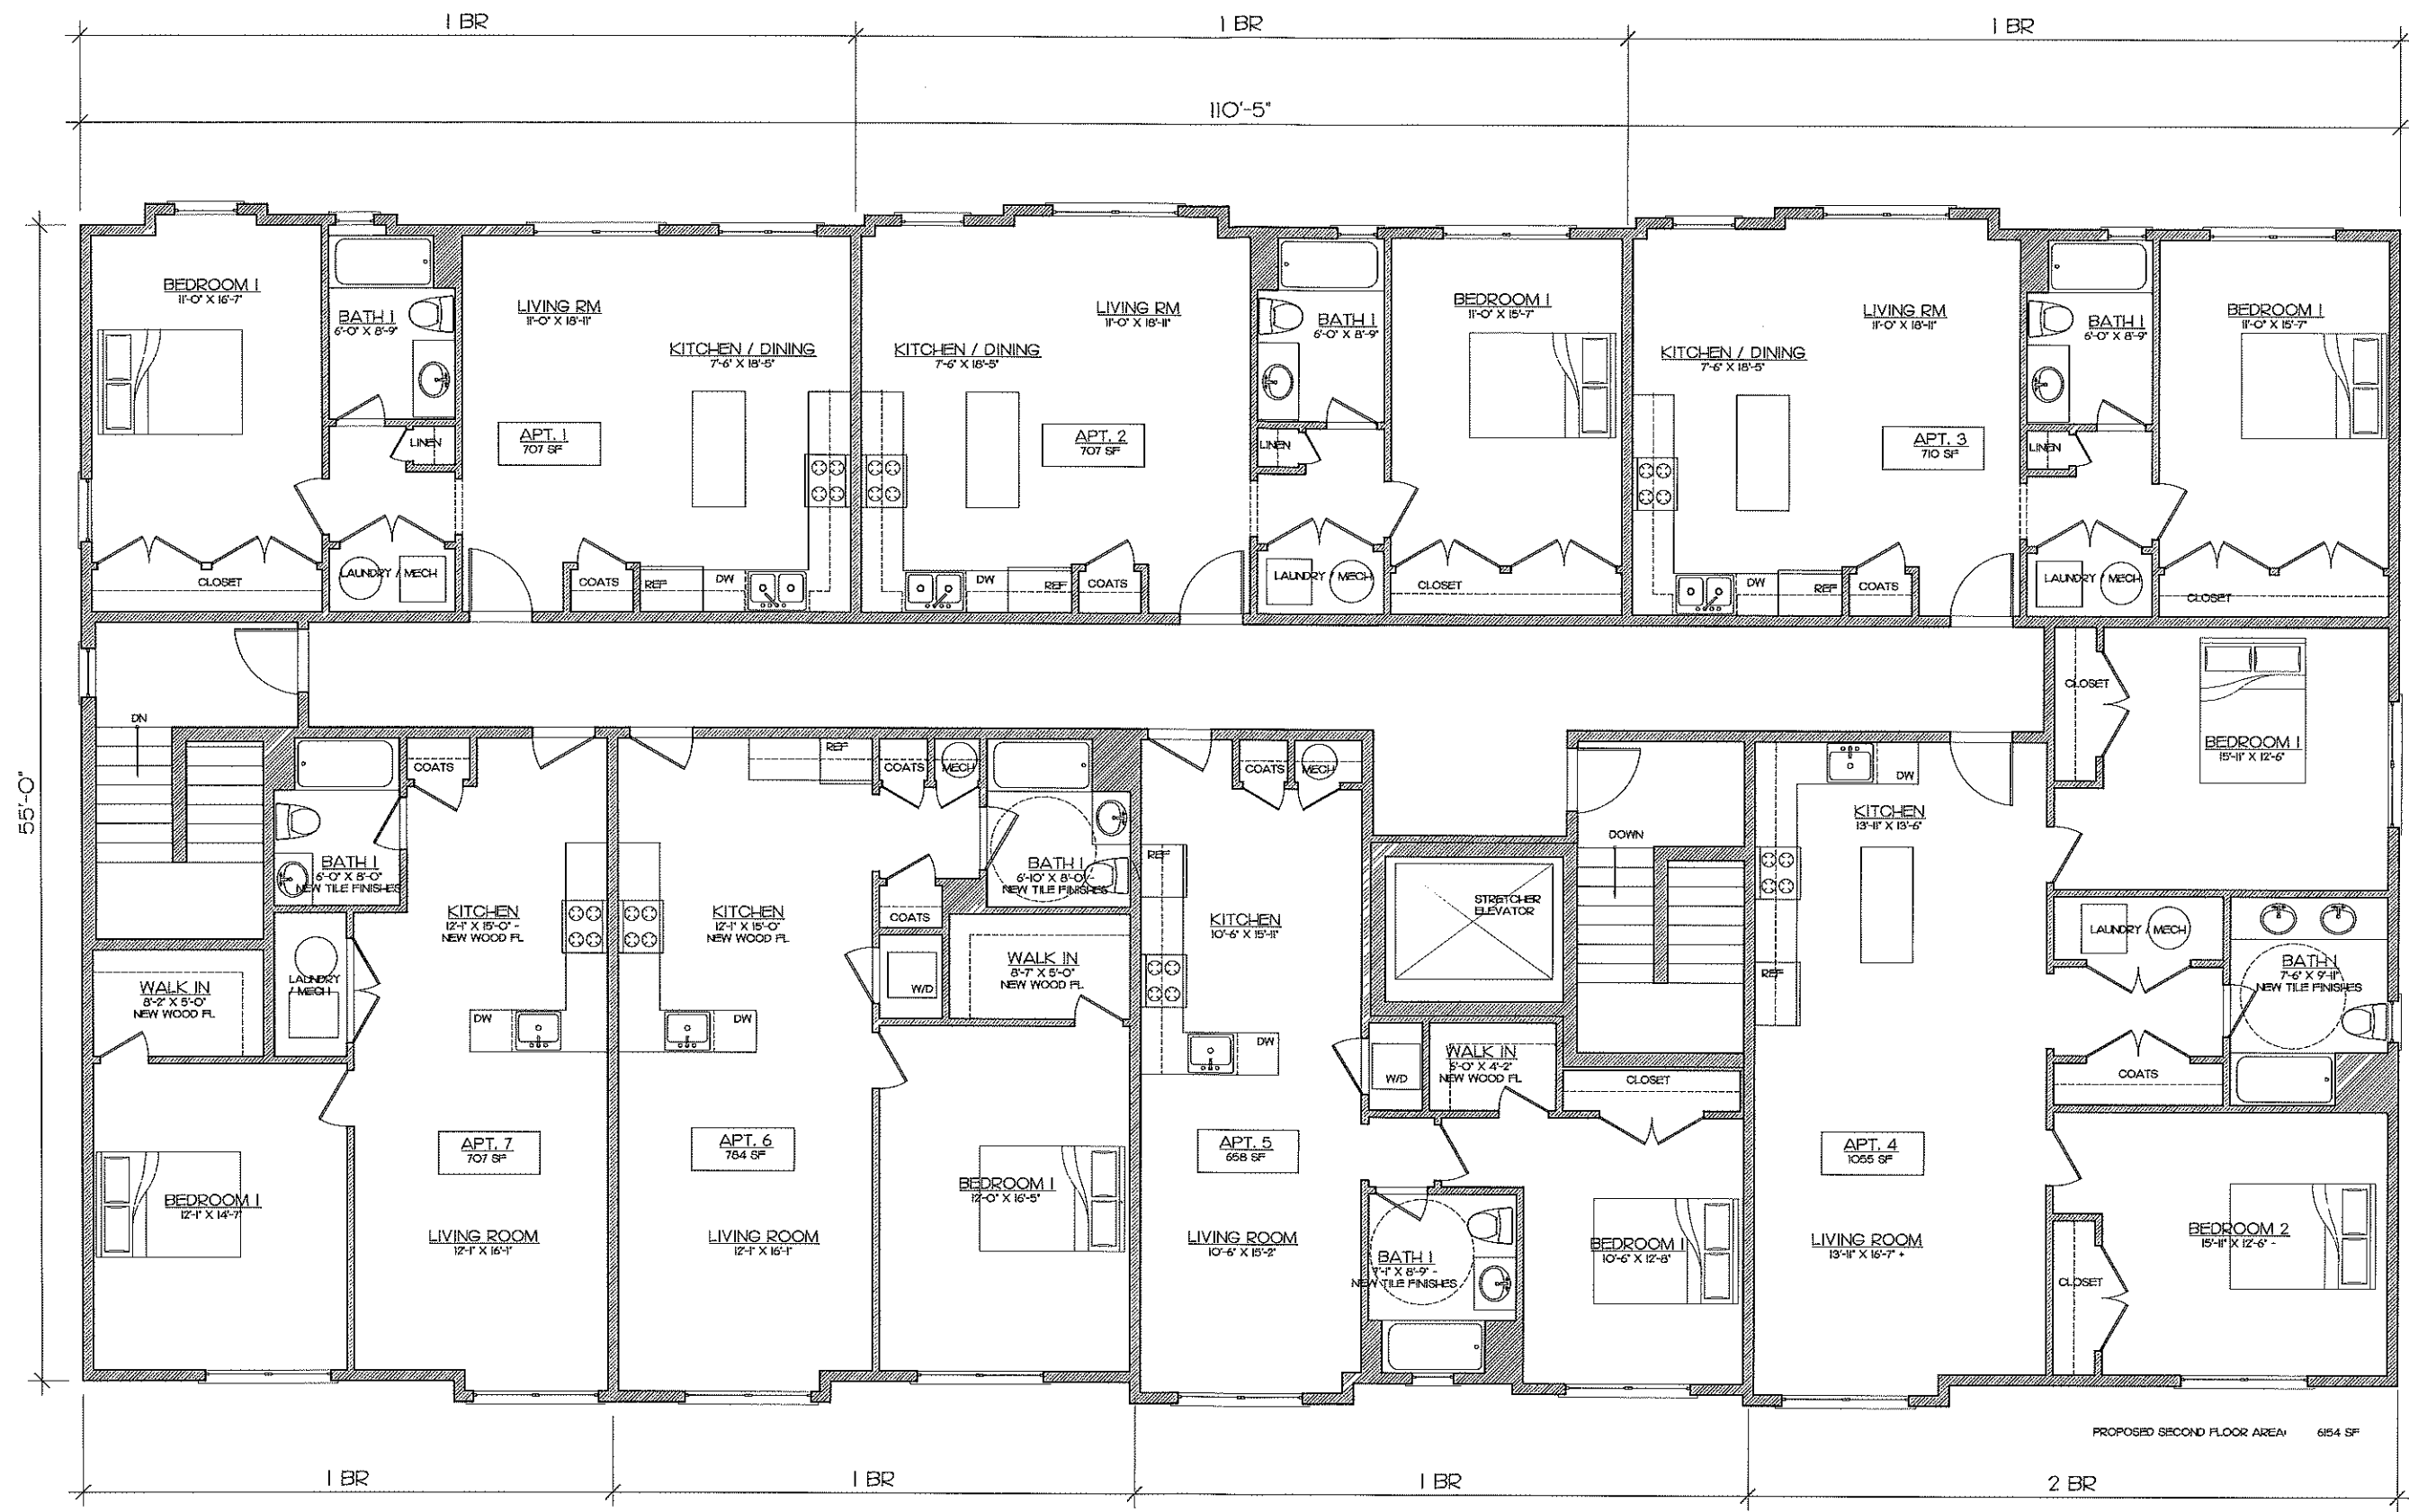 1 BR
1 BR
1 BR
110'-5"
55'-0"
BEDROOM 1
11'-0" X 16'-7"
BATH 1
6'-0" X 8'-9"
LINEN
CLOSET
LAUNDRY / MECH
LIVING RM
11'-0" X 18'-11"
KITCHEN / DINING
7'-6" X 18'-5"
APT. 1
707 SF
COATS
REF
DW
KITCHEN / DINING
7'-6" X 18'-5"
LIVING RM
11'-0" X 18'-11"
APT. 2
707 SF
DW
REF
COATS
BATH 1
6'-0" X 8'-9"
LINEN
LAUNDRY / MECH
BEDROOM 1
11'-0" X 15'-7"
CLOSET
KITCHEN / DINING
7'-6" X 18'-5"
LIVING RM
11'-0" X 18'-11"
APT. 3
710 SF
DW
REF
COATS
BATH 1
6'-0" X 8'-9"
LINEN
LAUNDRY / MECH
BEDROOM 1
11'-0" X 15'-7"
CLOSET
DN
BATH 1
6'-0" X 8'-0"
NEW TILE FINISHES
COATS
KITCHEN
12'-1" X 15'-0" -
NEW WOOD FL
LAUNDRY
/ MECH
WALK IN
8'-2" X 5'-0"
NEW WOOD FL
DW
APT. 7
707 SF
BEDROOM 1
12'-1" X 14'-7"
LIVING ROOM
12'-1" X 16'-1"
REF
COATS
MECH
BATH 1
6'-10" X 8'-0" -
NEW TILE FINISHES
KITCHEN
12'-1" X 15'-0"
NEW WOOD FL
COATS
WALK IN
8'-7" X 5'-0"
NEW WOOD FL
W/D
DW
APT. 6
784 SF
BEDROOM 1
12'-0" X 16'-5"
LIVING ROOM
12'-1" X 16'-1"
COATS
MECH
REF
KITCHEN
10'-6" X 15'-11"
DW
STRETCHER
ELEVATOR
DOWN
W/D
WALK IN
5'-0" X 4'-2"
NEW WOOD FL
CLOSET
APT. 5
658 SF
LIVING ROOM
10'-6" X 15'-2"
BATH 1
7'-1" X 8'-9" -
NEW TILE FINISHES
BEDROOM 1
10'-6" X 12'-8"
DW
KITCHEN
13'-11" X 13'-6"
REF
APT. 4
1055 SF
LIVING ROOM
13'-11" X 16'-7" +
CLOSET
BEDROOM 1
15'-11" X 12'-6"
LAUNDRY / MECH
BATH 1
7'-6" X 9'-11"
NEW TILE FINISHES
COATS
BEDROOM 2
15'-11" X 12'-6" -
CLOSET
PROPOSED SECOND FLOOR AREA: 6154 SF
1 BR
1 BR
1 BR
2 BR